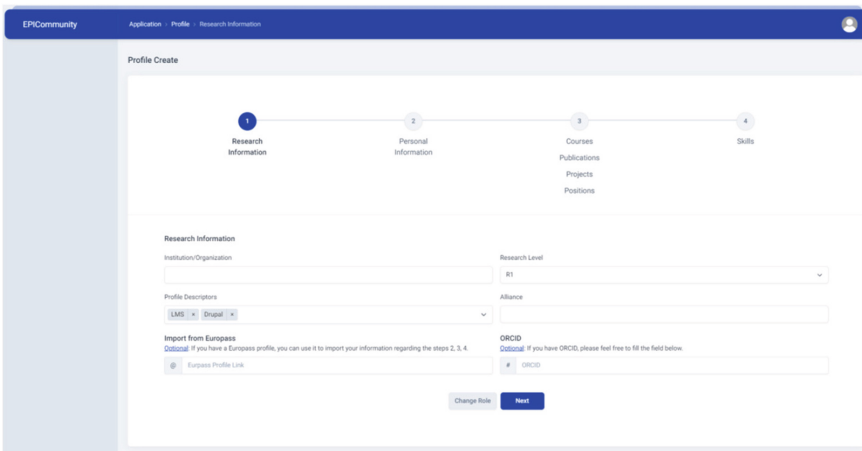 EPICommunity
Application > Profile > Research Information
Profile Create
1
2
3
4
Research
Information
Personal
Information
Courses
Publications
Projects
Positions
Skills
Research Information
Institution/Organization
Research Level
R1
Profile Descriptors
Alliance
LMS ×
Drupal ×
Import from Europass
Optional: If you have a Europass profile, you can use it to import your information regarding the steps 2, 3, 4.
ORCID
Optional: If you have ORCID, please feel free to fill the field below.
@ Eurpass Profile Link
# ORCID
Change Role
Next